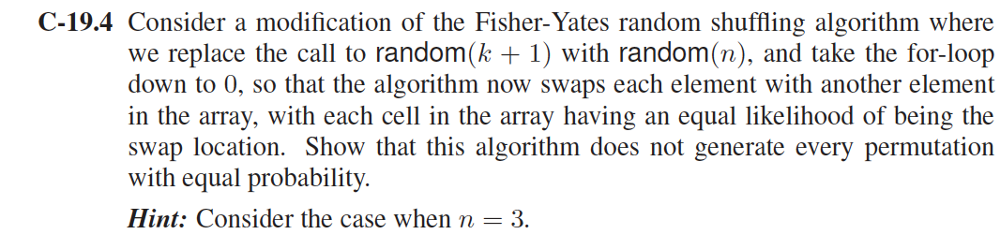 C-19.4 Consider a modification of the Fisher-Yates random shuffling algorithm where
we replace the call to random(k + 1) with random(n), and take the for-loop
down to 0, so that the algorithm now swaps each element with another element
in the array, with each cell in the array having an equal likelihood of being the
swap location. Show that this algorithm does not generate every permutation
with equal probability.
Hint: Consider the case when n = 3.